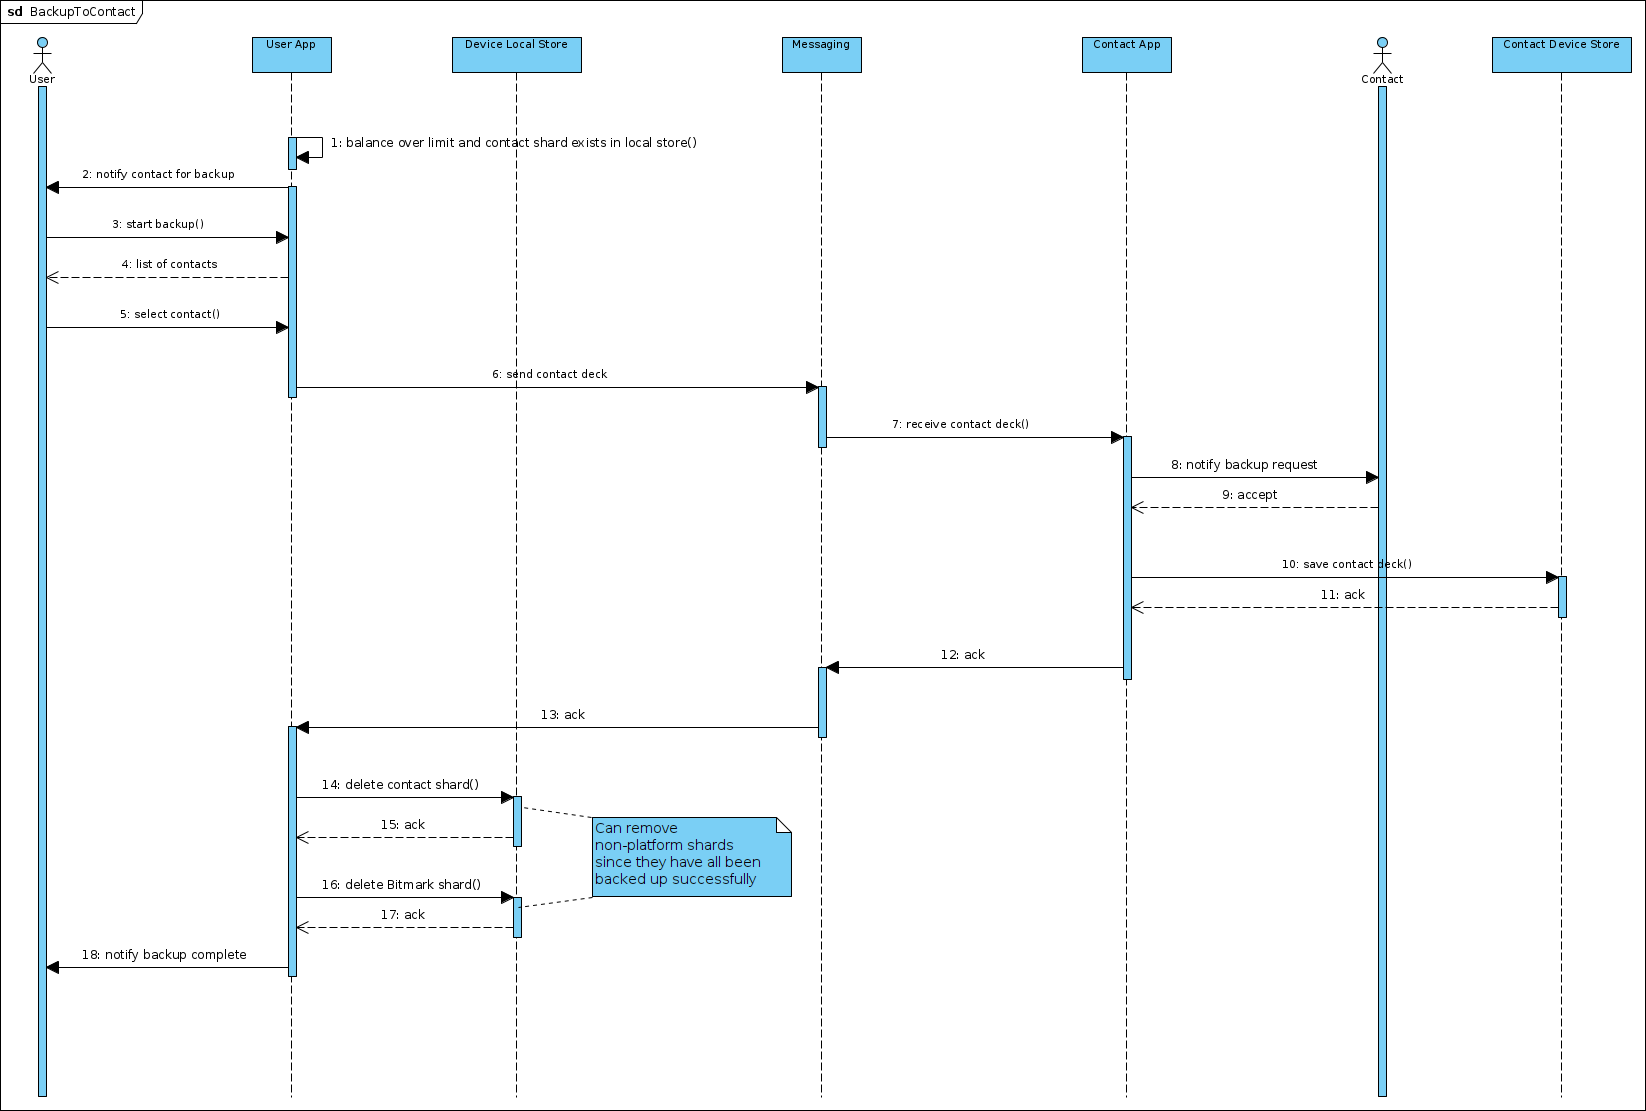 sd BackupToContact
User App
Device Local Store
Messaging
Contact App
Contact Device Store
User
Contact
1: balance over limit and contact shard exists in local store()
2: notify contact for backup
3: start backup()
4: list of contacts
5: select contact()
6: send contact deck
7: receive contact deck()
8: notify backup request
9: accept
10: save contact deck()
11: ack
12: ack
13: ack
14: delete contact shard()
15: ack
Can remove
non-platform shards
since they have all been
backed up successfully
16: delete Bitmark shard()
17: ack
18: notify backup complete